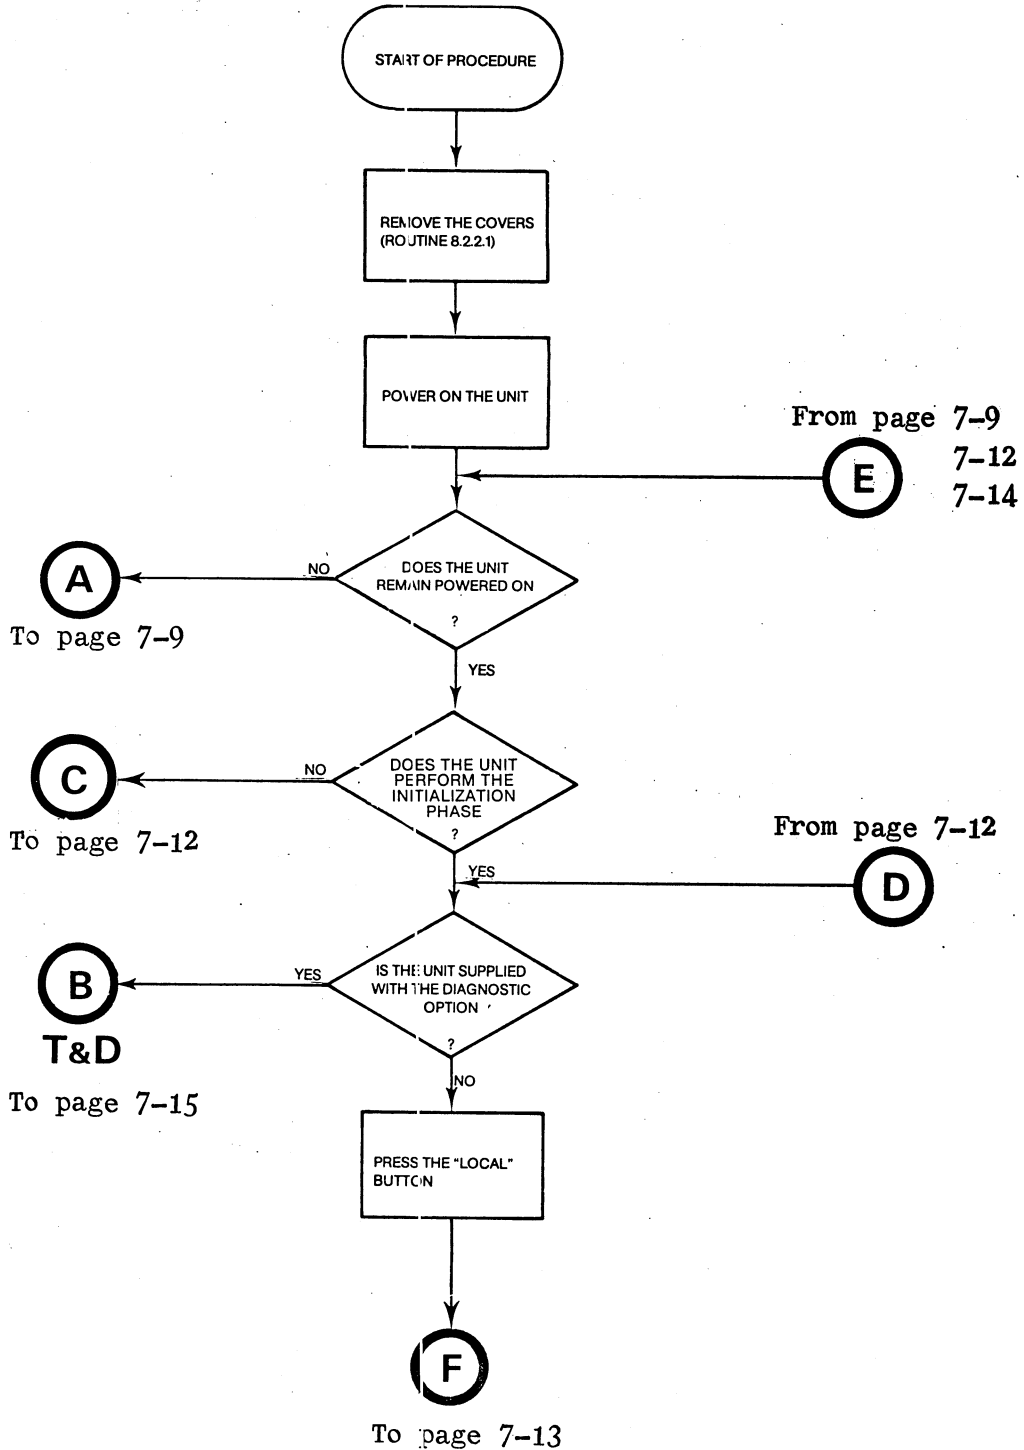 START OF PROCEDURE
REMOVE THE COVERS
(ROUTINE 8.2.2.1)
POWER ON THE UNIT
From page 7-9
7-12
7-14
E
DOES THE UNIT
REMAIN POWERED ON
?
NO
A
To page 7-9
YES
DOES THE UNIT
PERFORM THE
INITIALIZATION
PHASE
?
NO
C
To page 7-12
From page 7-12
D
YES
IS THE UNIT SUPPLIED
WITH THE DIAGNOSTIC
OPTION
?
YES
B
T&D
To page 7-15
NO
PRESS THE "LOCAL"
BUTTON
F
To page 7-13